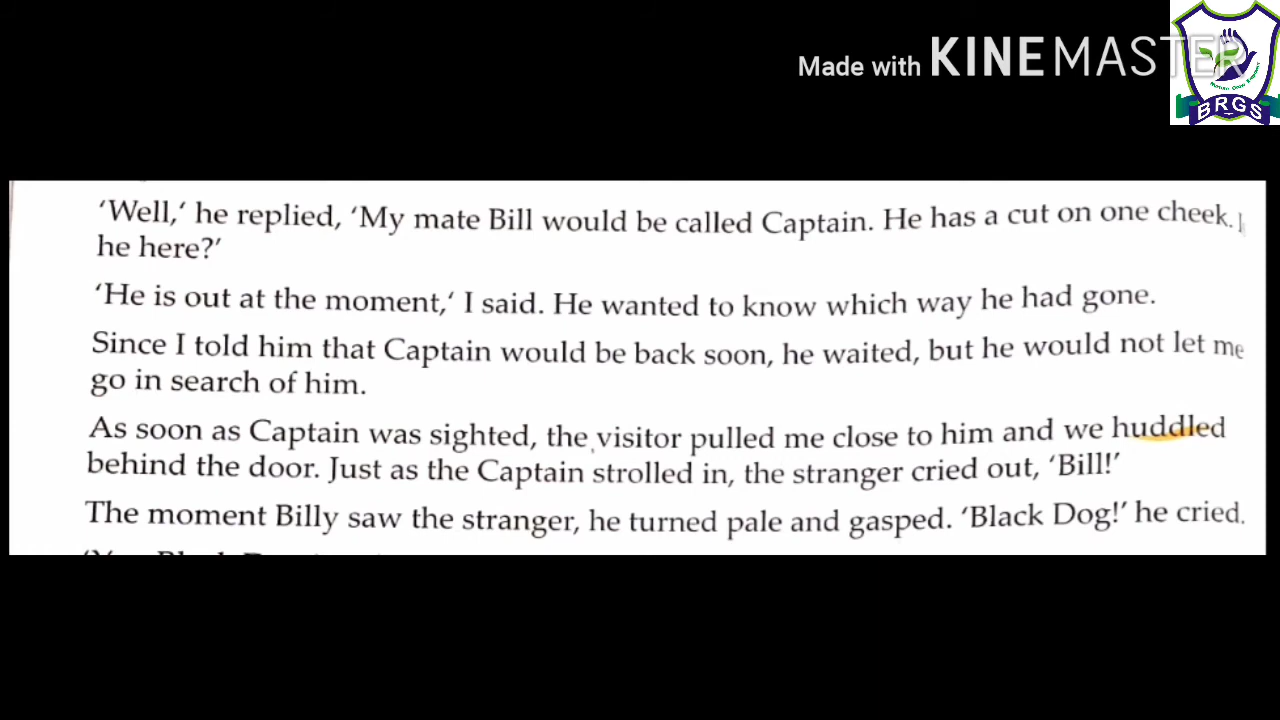 Made with KINEMASTER
BRGS
'Well,' he replied, 'My mate Bill would be called Captain. He has a cut on one cheek.
he here?'
'He is out at the moment,' I said. He wanted to know which way he had gone.
Since I told him that Captain would be back soon, he waited, but he would not let me
go in search of him.
As soon as Captain was sighted, the visitor pulled me close to him and we huddled
behind the door. Just as the Captain strolled in, the stranger cried out, 'Bill!'
The moment Billy saw the stranger, he turned pale and gasped. 'Black Dog!' he cried.